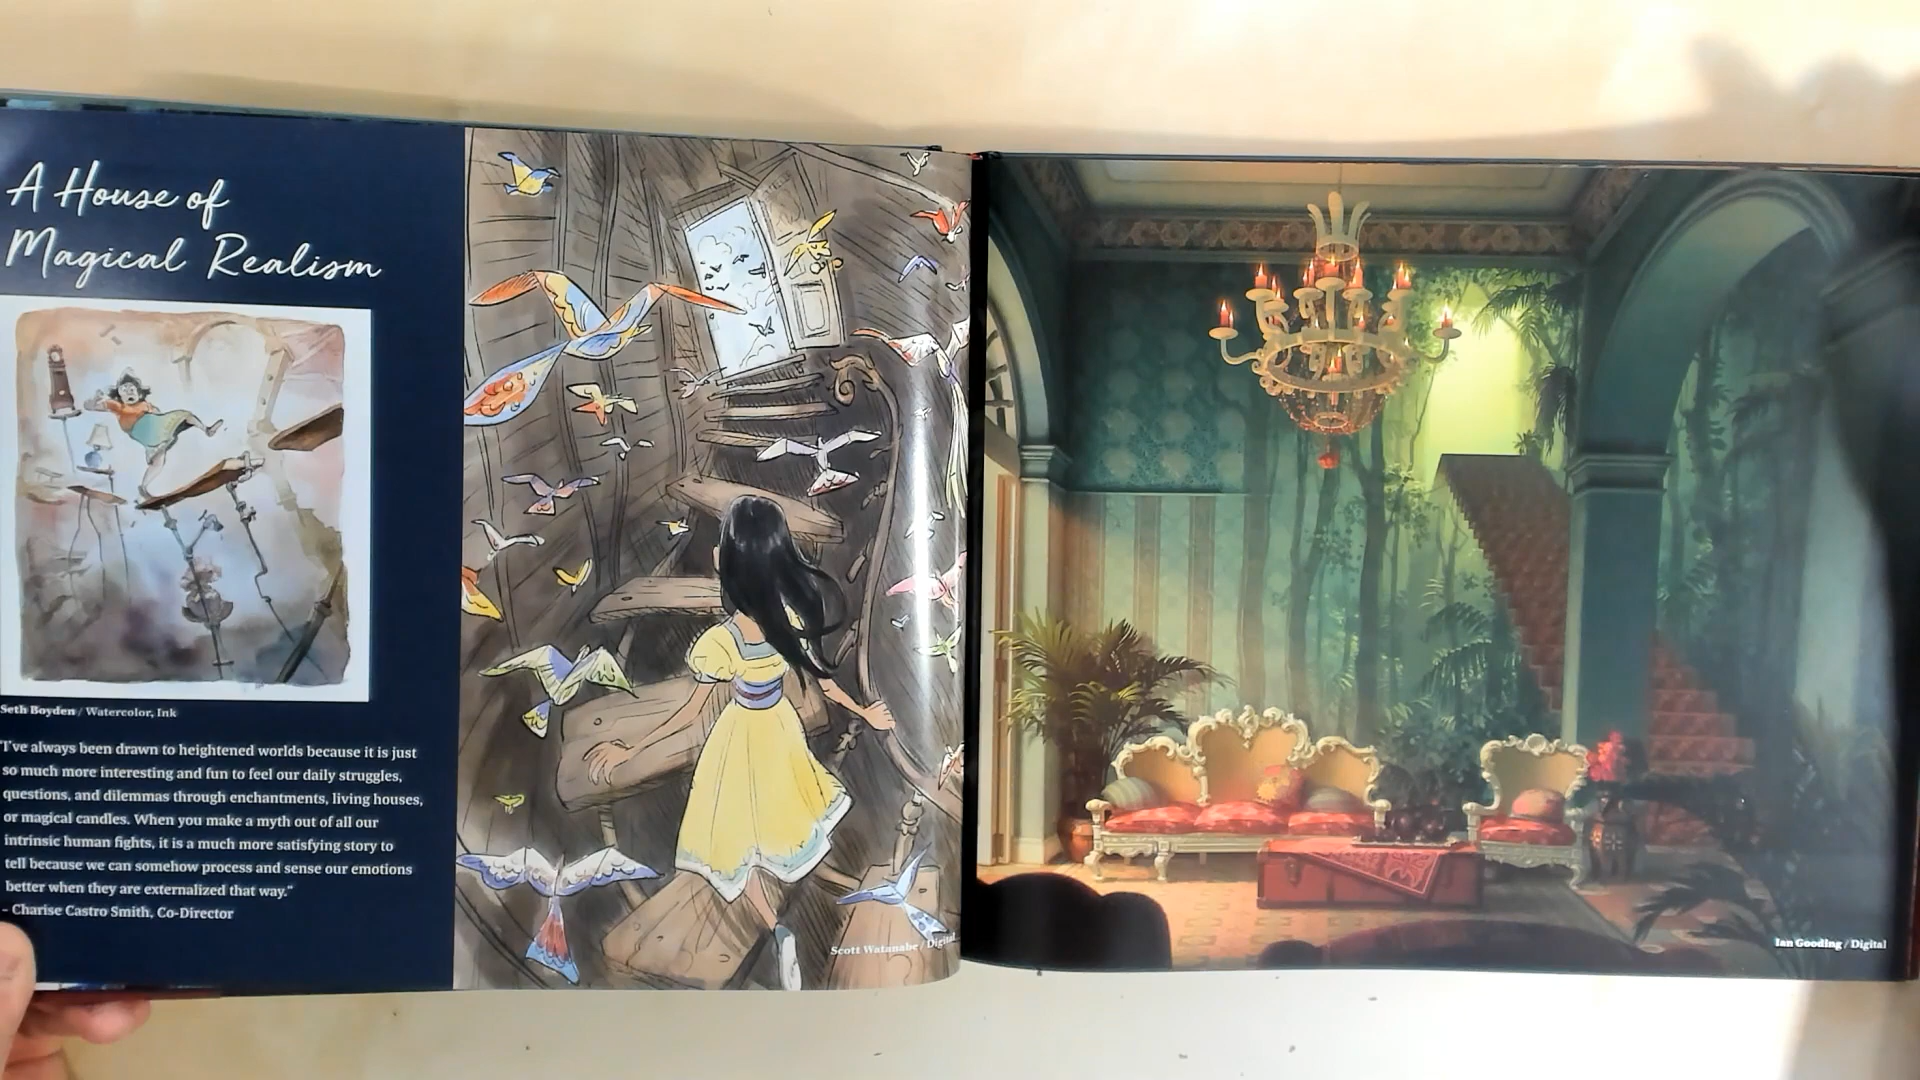 A House of
Magical Realism
Seth Boyden / Watercolor, Ink
"I've always been drawn to heightened worlds because it is just
so much more interesting and fun to feel our daily struggles,
questions, and dilemmas through enchantments, living houses,
or magical candles. When you make a myth out of all our
intrinsic human fights, it is a much more satisfying story to
tell because we can somehow process and sense our emotions
better when they are externalized that way."
– Charise Castro Smith, Co-Director
Scott Watanabe / Digital
Ian Gooding / Digital